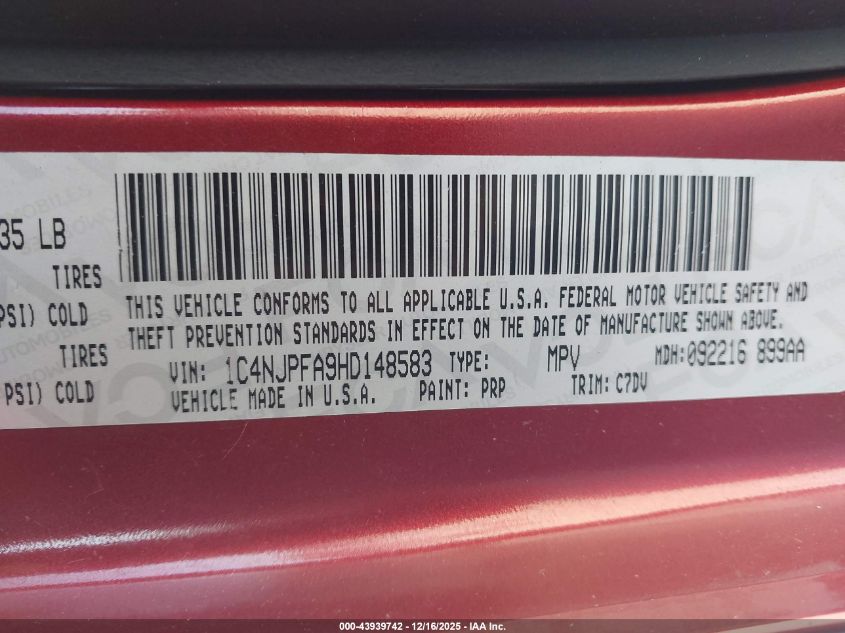 35 LB
TIRES
PSI) COLD
TIRES
PSI) COLD
THIS VEHICLE CONFORMS TO ALL APPLICABLE U.S.A. FEDERAL MOTOR VEHICLE SAFETY AND
THEFT PREVENTION STANDARDS IN EFFECT ON THE DATE OF MANUFACTURE SHOWN ABOVE.
VIN: 1C4NJPFA9HD148583 TYPE: MPV MDH:092216 899AA
VEHICLE MADE IN U.S.A. PAINT: PRP TRIM: C7DV
000-43939742 - 12/16/2025 - IAA Inc.